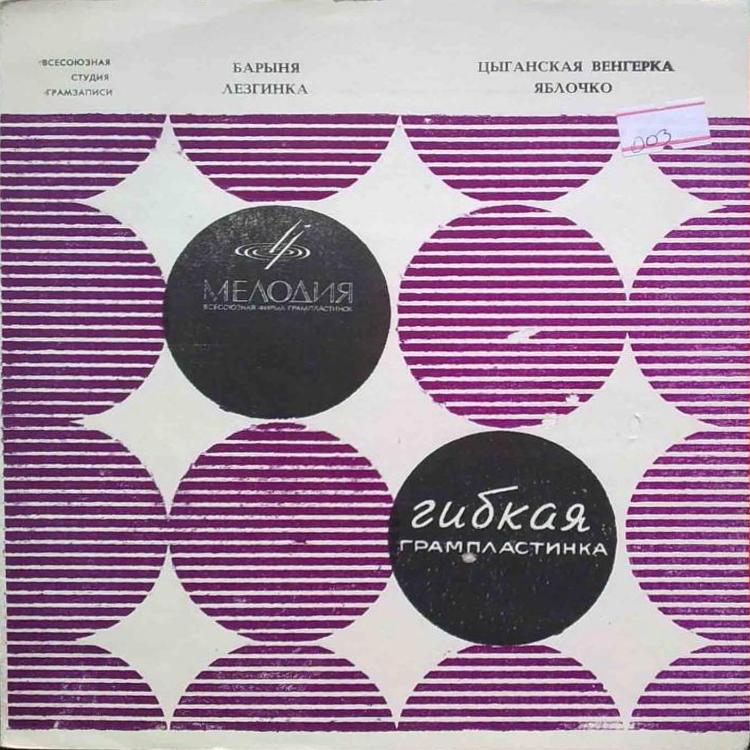 ВСЕСОЮЗНАЯ
СТУДИЯ
ГРАМЗАПИСИ
БАРЫНЯ
ЛЕЗГИНКА
ЦЫГАНСКАЯ ВЕНГЕРКА
ЯБЛОЧКО
003
МЕЛОДИЯ
ВСЕСОЮЗНАЯ ФИРМА ГРАМПЛАСТИНОК
гибкая
ГРАМПЛАСТИНКА